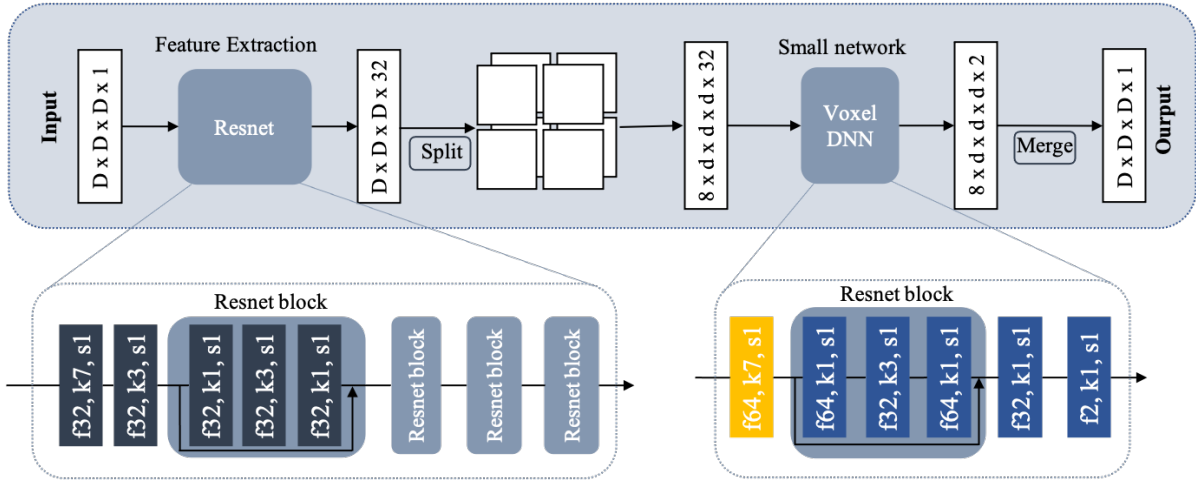 Input
D x D x D x 1
Feature Extraction
Resnet
D x D x D x 32
Split
8 x d x d x d x 32
Small network
Voxel
DNN
8 x d x d x d x 2
Merge
D x D x D x 1
Ourput
Resnet block
f32, k7, s1
f32, k3, s1
f32, k1, s1
f32, k3, s1
f32, k1, s1
Resnet block
Resnet block
Resnet block
Resnet block
f64, k7, s1
f64, k1, s1
f32, k3, s1
f64, k1, s1
f32, k1, s1
f2, k1, s1